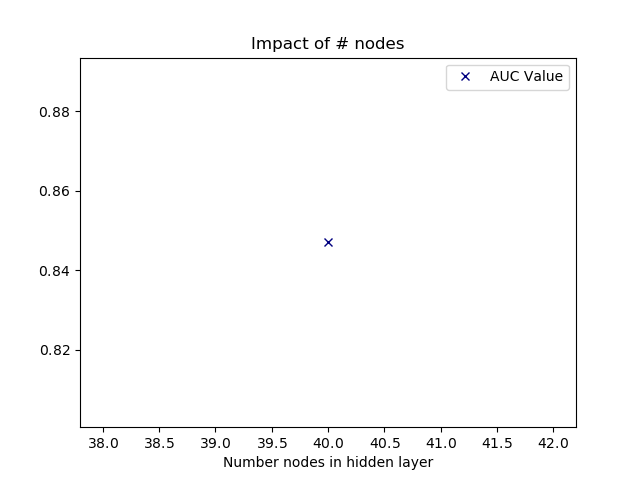 Impact of # nodes
AUC Value
0.88
0.86
0.84
0.82
38.0 38.5 39.0 39.5 40.0 40.5 41.0 41.5 42.0
Number nodes in hidden layer